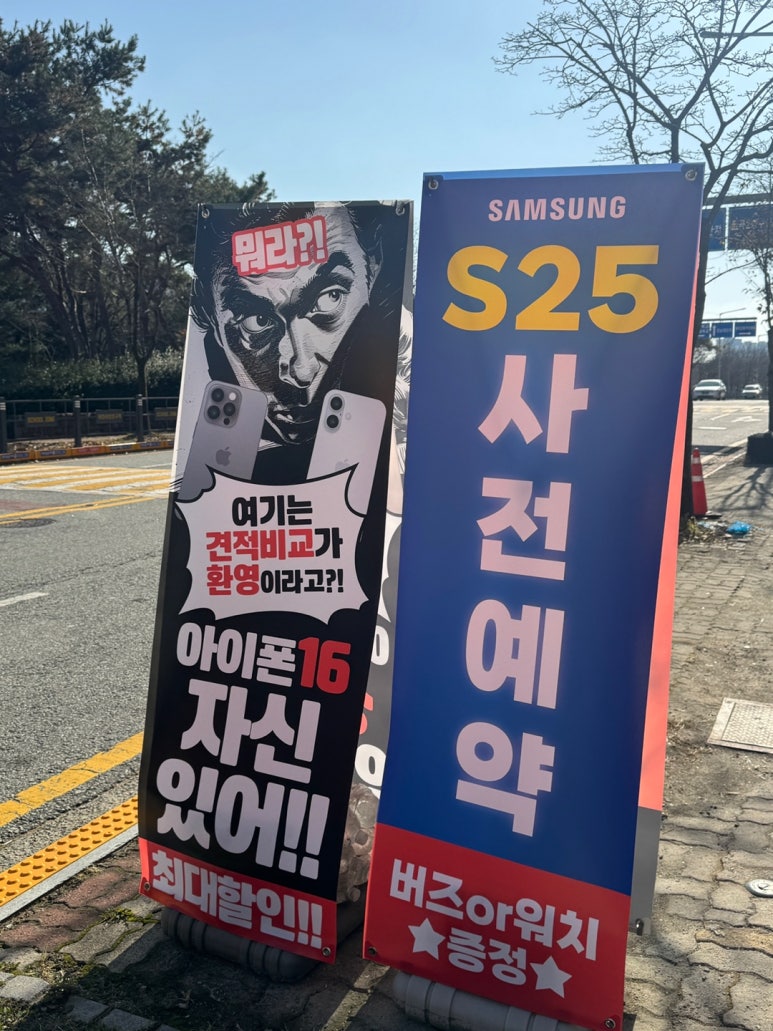 뭐라?!
여기는
견적비교가
환영이라고?!
아이폰16
자신
있어!!
최대할인!!
SAMSUNG
S25
사
전
예
약
버즈or워치
★증정★